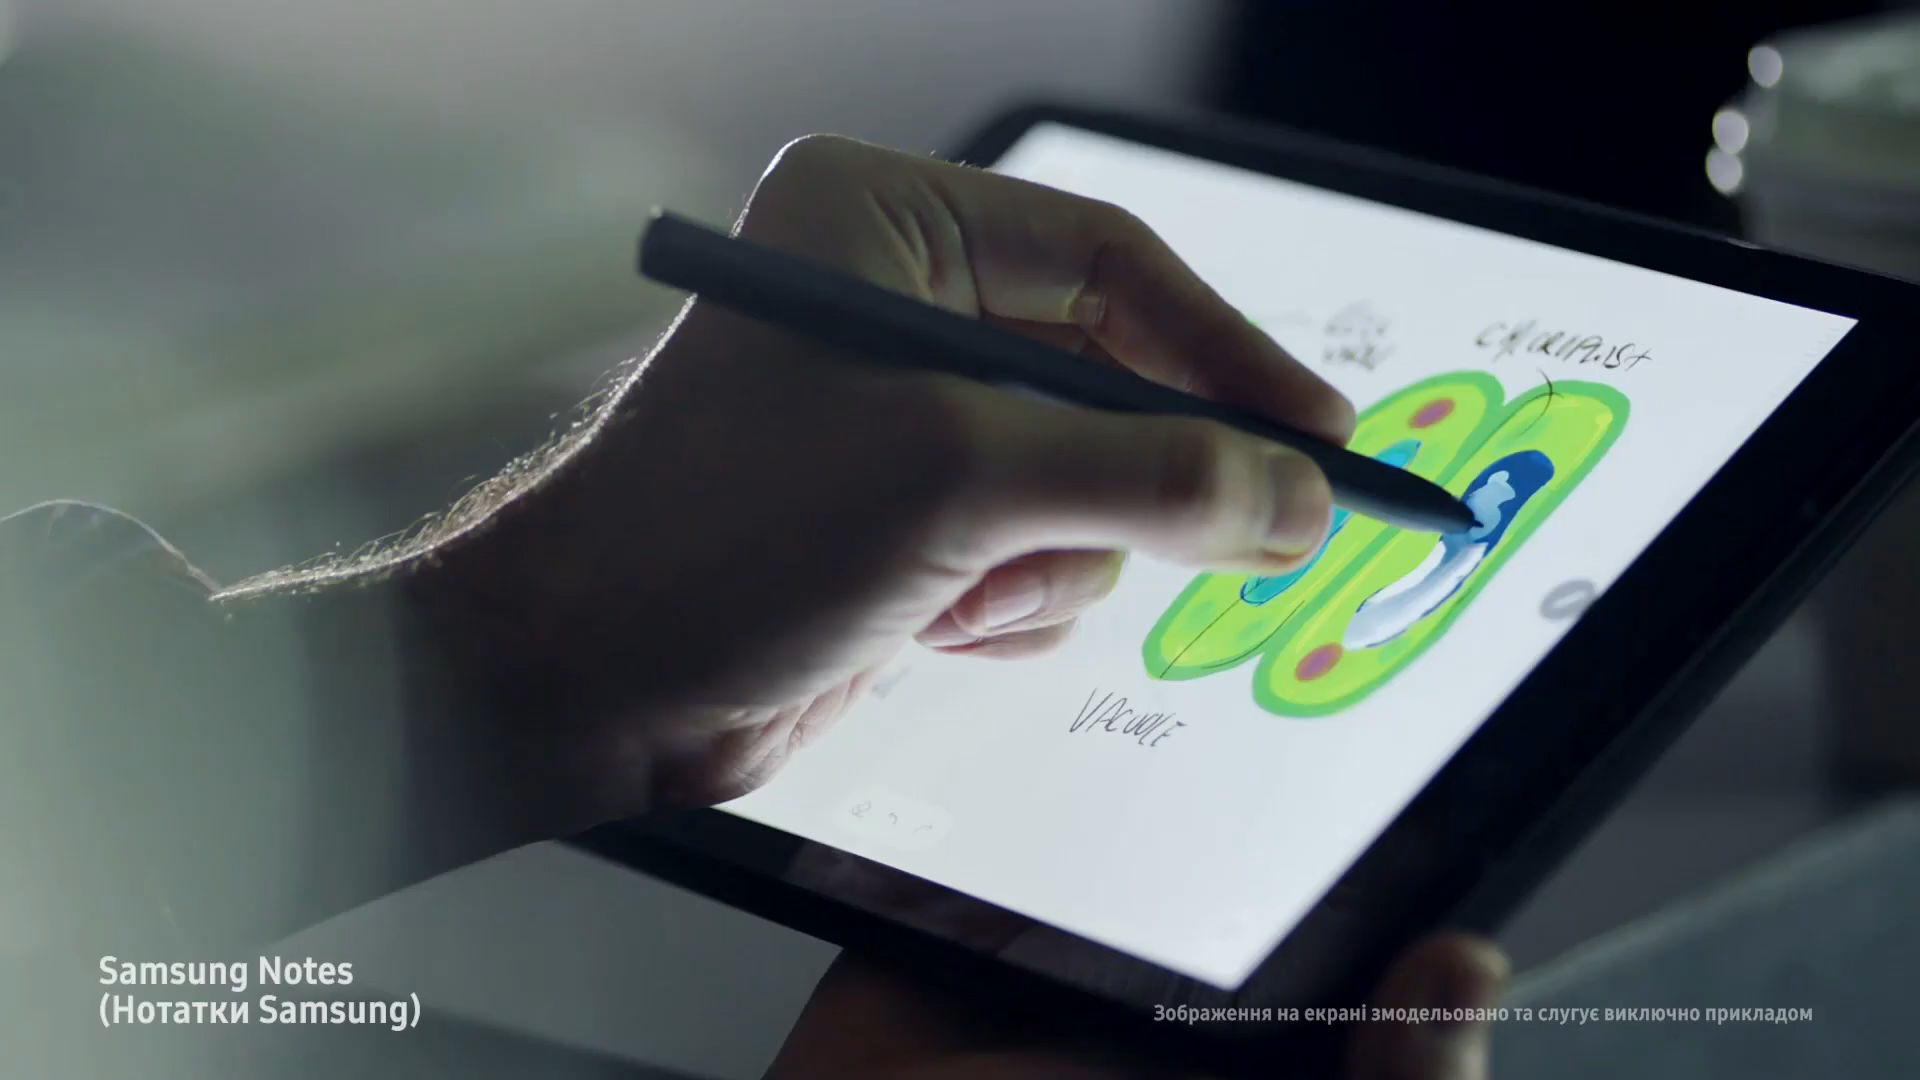 VACUOLE
Samsung Notes
(Нотатки Samsung)
Зображення на екрані змодельовано та слугує виключно прикладом